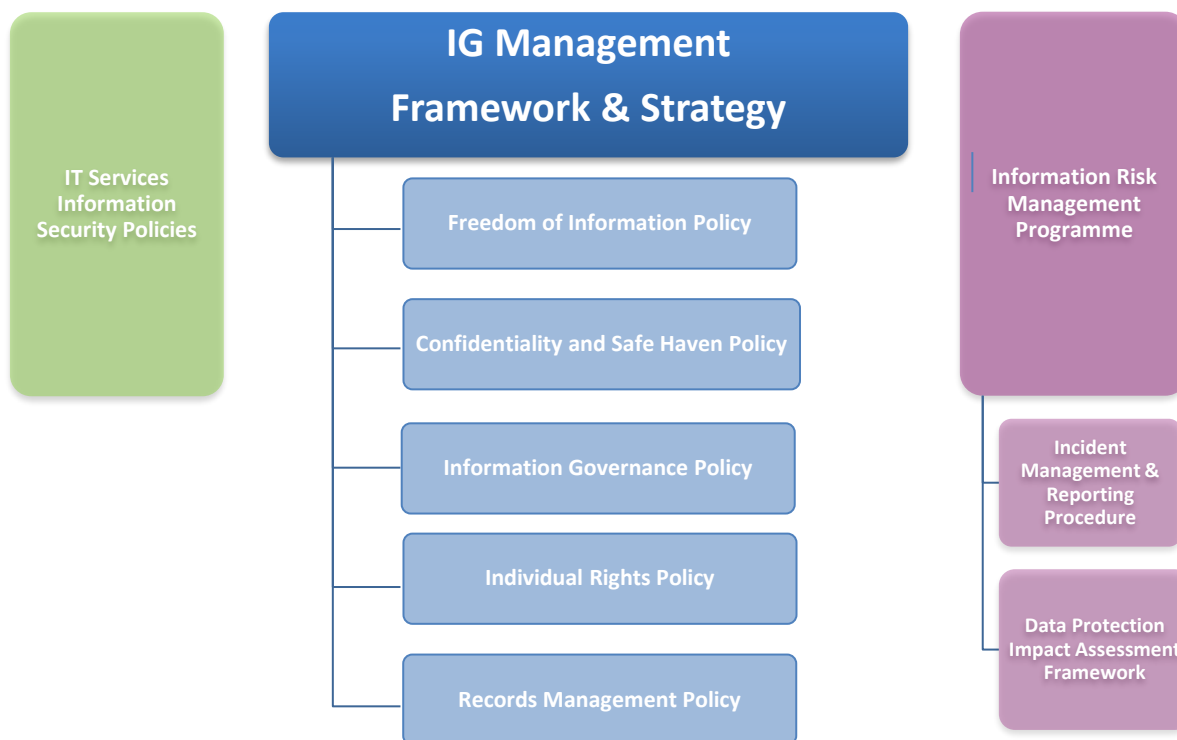 IT Services
Information
Security Policies
IG Management
Framework & Strategy
Freedom of Information Policy
Confidentiality and Safe Haven Policy
Information Governance Policy
Individual Rights Policy
Records Management Policy
Information Risk
Management
Programme
Incident
Management &
Reporting
Procedure
Data Protection
Impact Assessment
Framework